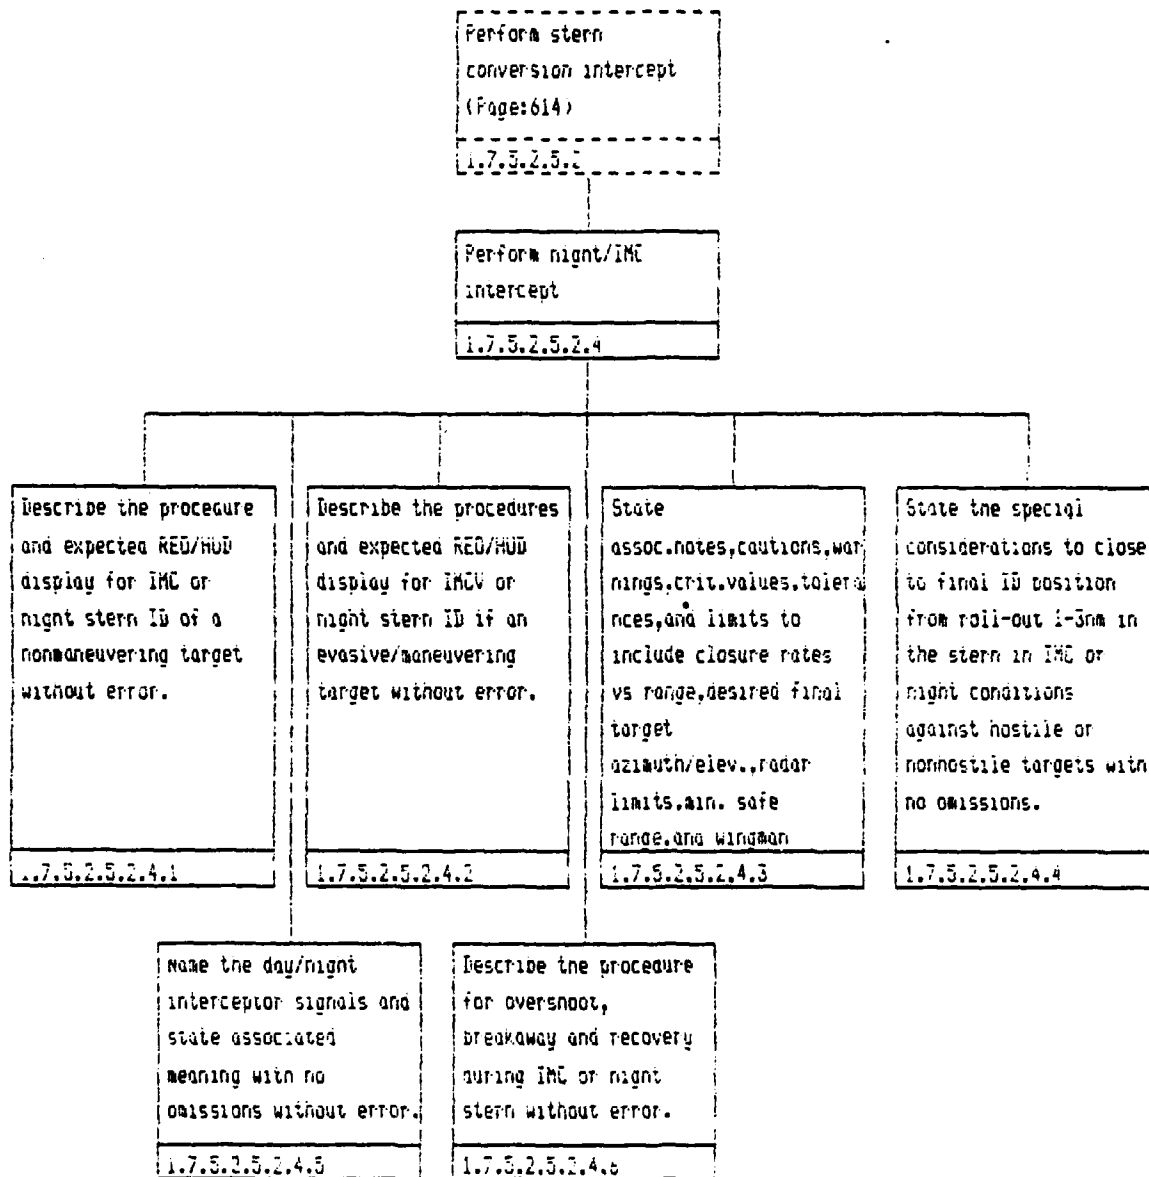 Perform stern
conversion intercept
(Page:614)
1.7.5.2.5.2
Perform night/IMC
intercept
1.7.5.2.5.2.4
Describe the procedure
and expected REO/HUD
display for IMC or
night stern ID of a
nonmaneuvering target
without error.
1.7.5.2.5.2.4.1
Describe the procedures
and expected REO/HUD
display for IMCV or
night stern ID if an
evasive/maneuvering
target without error.
1.7.5.2.5.2.4.2
State
assoc.notes,cautions,war
nings,crit.values,tolera
nces,and limits to
include closure rates
vs range,desired final
target
azimuth/elev.,radar
limits,min. safe
range,and wingman
1.7.5.2.5.2.4.3
State the special
considerations to close
to final ID position
from roll-out 1-3nm in
the stern in IMC or
night conditions
against hostile or
nonhostile targets with
no omissions.
1.7.5.2.5.2.4.4
Name the day/night
interceptor signals and
state associated
meaning with no
omissions without error.
1.7.5.2.5.2.4.5
Describe the procedure
for overshoot,
breakaway and recovery
during IMC or night
stern without error.
1.7.5.2.5.2.4.6